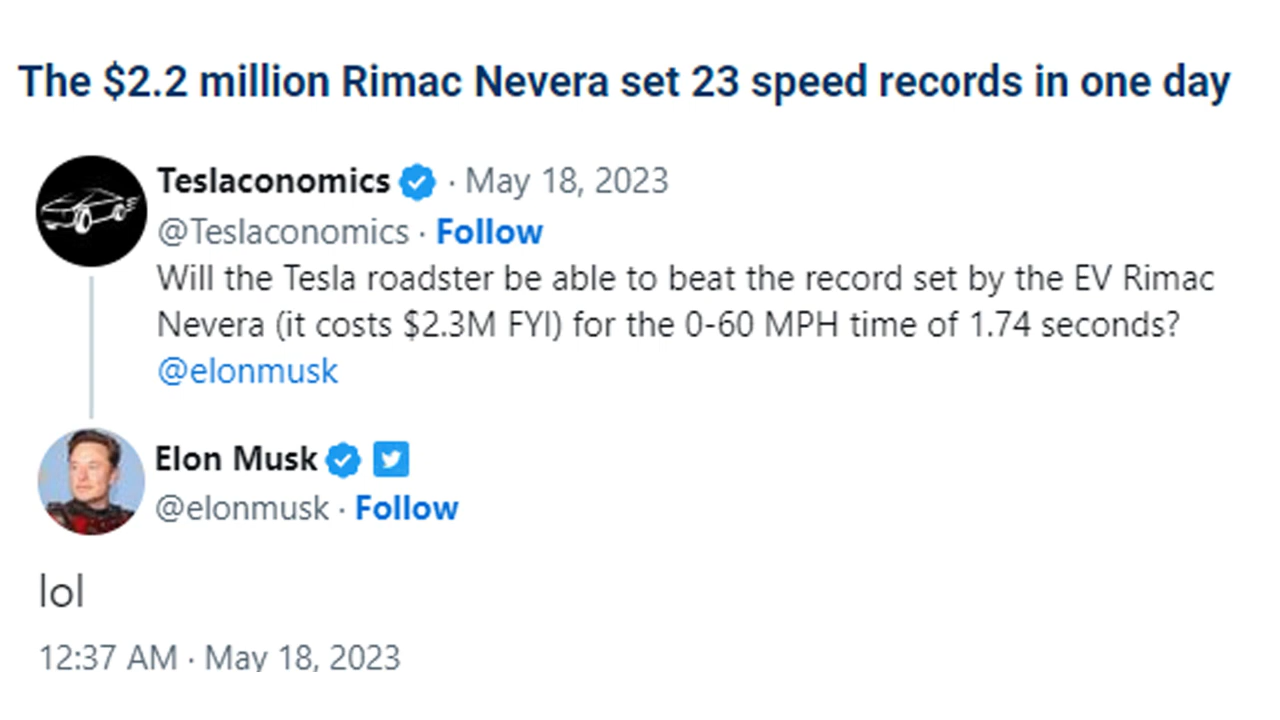 The $2.2 million Rimac Nevera set 23 speed records in one day
Teslaconomics · May 18, 2023
@Teslaconomics · Follow
Will the Tesla roadster be able to beat the record set by the EV Rimac
Nevera (it costs $2.3M FYI) for the 0-60 MPH time of 1.74 seconds?
@elonmusk
Elon Musk
@elonmusk · Follow
lol
12:37 AM · May 18, 2023